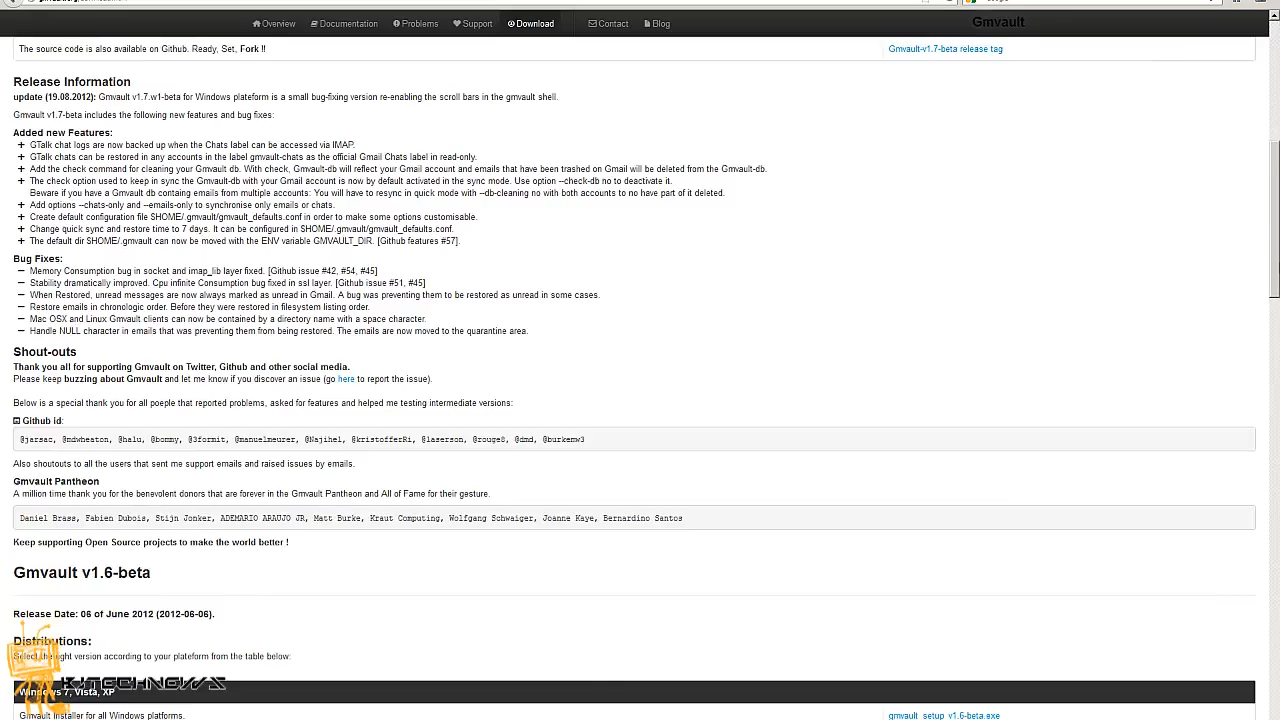 Overview Documentation Problems Support Download Contact Blog Gmvault
The source code is also available on Github. Ready, Set, Fork !! Gmvault-v1.7-beta release tag
Release Information
update (19.08.2012): Gmvault v1.7.w1-beta for Windows plateform is a small bug-fixing version re-enabling the scroll bars in the gmvault shell.
Gmvault v1.7-beta includes the following new features and bug fixes:
Added new Features:
+ GTalk chat logs are now backed up when the Chats label can be accessed via IMAP.
+ GTalk chats can be restored in any accounts in the label gmvault-chats as the official Gmail Chats label in read-only.
+ Add the check command for cleaning your Gmvault db. With check, Gmvault-db will reflect your Gmail account and emails that have been trashed on Gmail will be deleted from the Gmvault-db.
+ The check option used to keep in sync the Gmvault-db with your Gmail account is now by default activated in the sync mode. Use option --check-db no to deactivate it.
Beware if you have a Gmvault db containg emails from multiple accounts: You will have to resync in quick mode with --db-cleaning no with both accounts to no have part of it deleted.
+ Add options --chats-only and --emails-only to synchronise only emails or chats.
+ Create default configuration file $HOME/.gmvault/gmvault_defaults.conf in order to make some options customisable.
+ Change quick sync and restore time to 7 days. It can be configured in $HOME/.gmvault/gmvault_defaults.conf.
+ The default dir $HOME/.gmvault can now be moved with the ENV variable GMVAULT_DIR. [Github features #57].
Bug Fixes:
– Memory Consumption bug in socket and imap_lib layer fixed. [Github issue #42, #54, #45]
– Stability dramatically improved. Cpu infinite Consumption bug fixed in ssl layer. [Github issue #51, #45]
– When Restored, unread messages are now always marked as unread in Gmail. A bug was preventing them to be restored as unread in some cases.
– Restore emails in chronologic order. Before they were restored in filesystem listing order.
– Mac OSX and Linux Gmvault clients can now be contained by a directory name with a space character.
– Handle NULL character in emails that was preventing them from being restored. The emails are now moved to the quarantine area.
Shout-outs
Thank you all for supporting Gmvault on Twitter, Github and other social media.
Please keep buzzing about Gmvault and let me know if you discover an issue (go here to report the issue).
Below is a special thank you for all poeple that reported problems, asked for features and helped me testing intermediate versions:
Github id:
@jarsac, @mdwheaton, @halu, @bommy, @3formit, @manuelmeurer, @Najihel, @kristofferRi, @laserson, @rouge8, @dmd, @burkemw3
Also shoutouts to all the users that sent me support emails and raised issues by emails.
Gmvault Pantheon
A million time thank you for the benevolent donors that are forever in the Gmvault Pantheon and All of Fame for their gesture.
Daniel Brass, Fabien Dubois, Stijn Jonker, ADEMARIO ARAUJO JR, Matt Burke, Kraut Computing, Wolfgang Schwaiger, Joanne Kaye, Bernardino Santos
Keep supporting Open Source projects to make the world better !
Gmvault v1.6-beta
Release Date: 06 of June 2012 (2012-06-06).
Distributions:
Select the right version according to your plateform from the table below:
Windows 7, Vista, XP
Gmvault Installer for all Windows platforms. gmvault_setup_v1.6-beta.exe